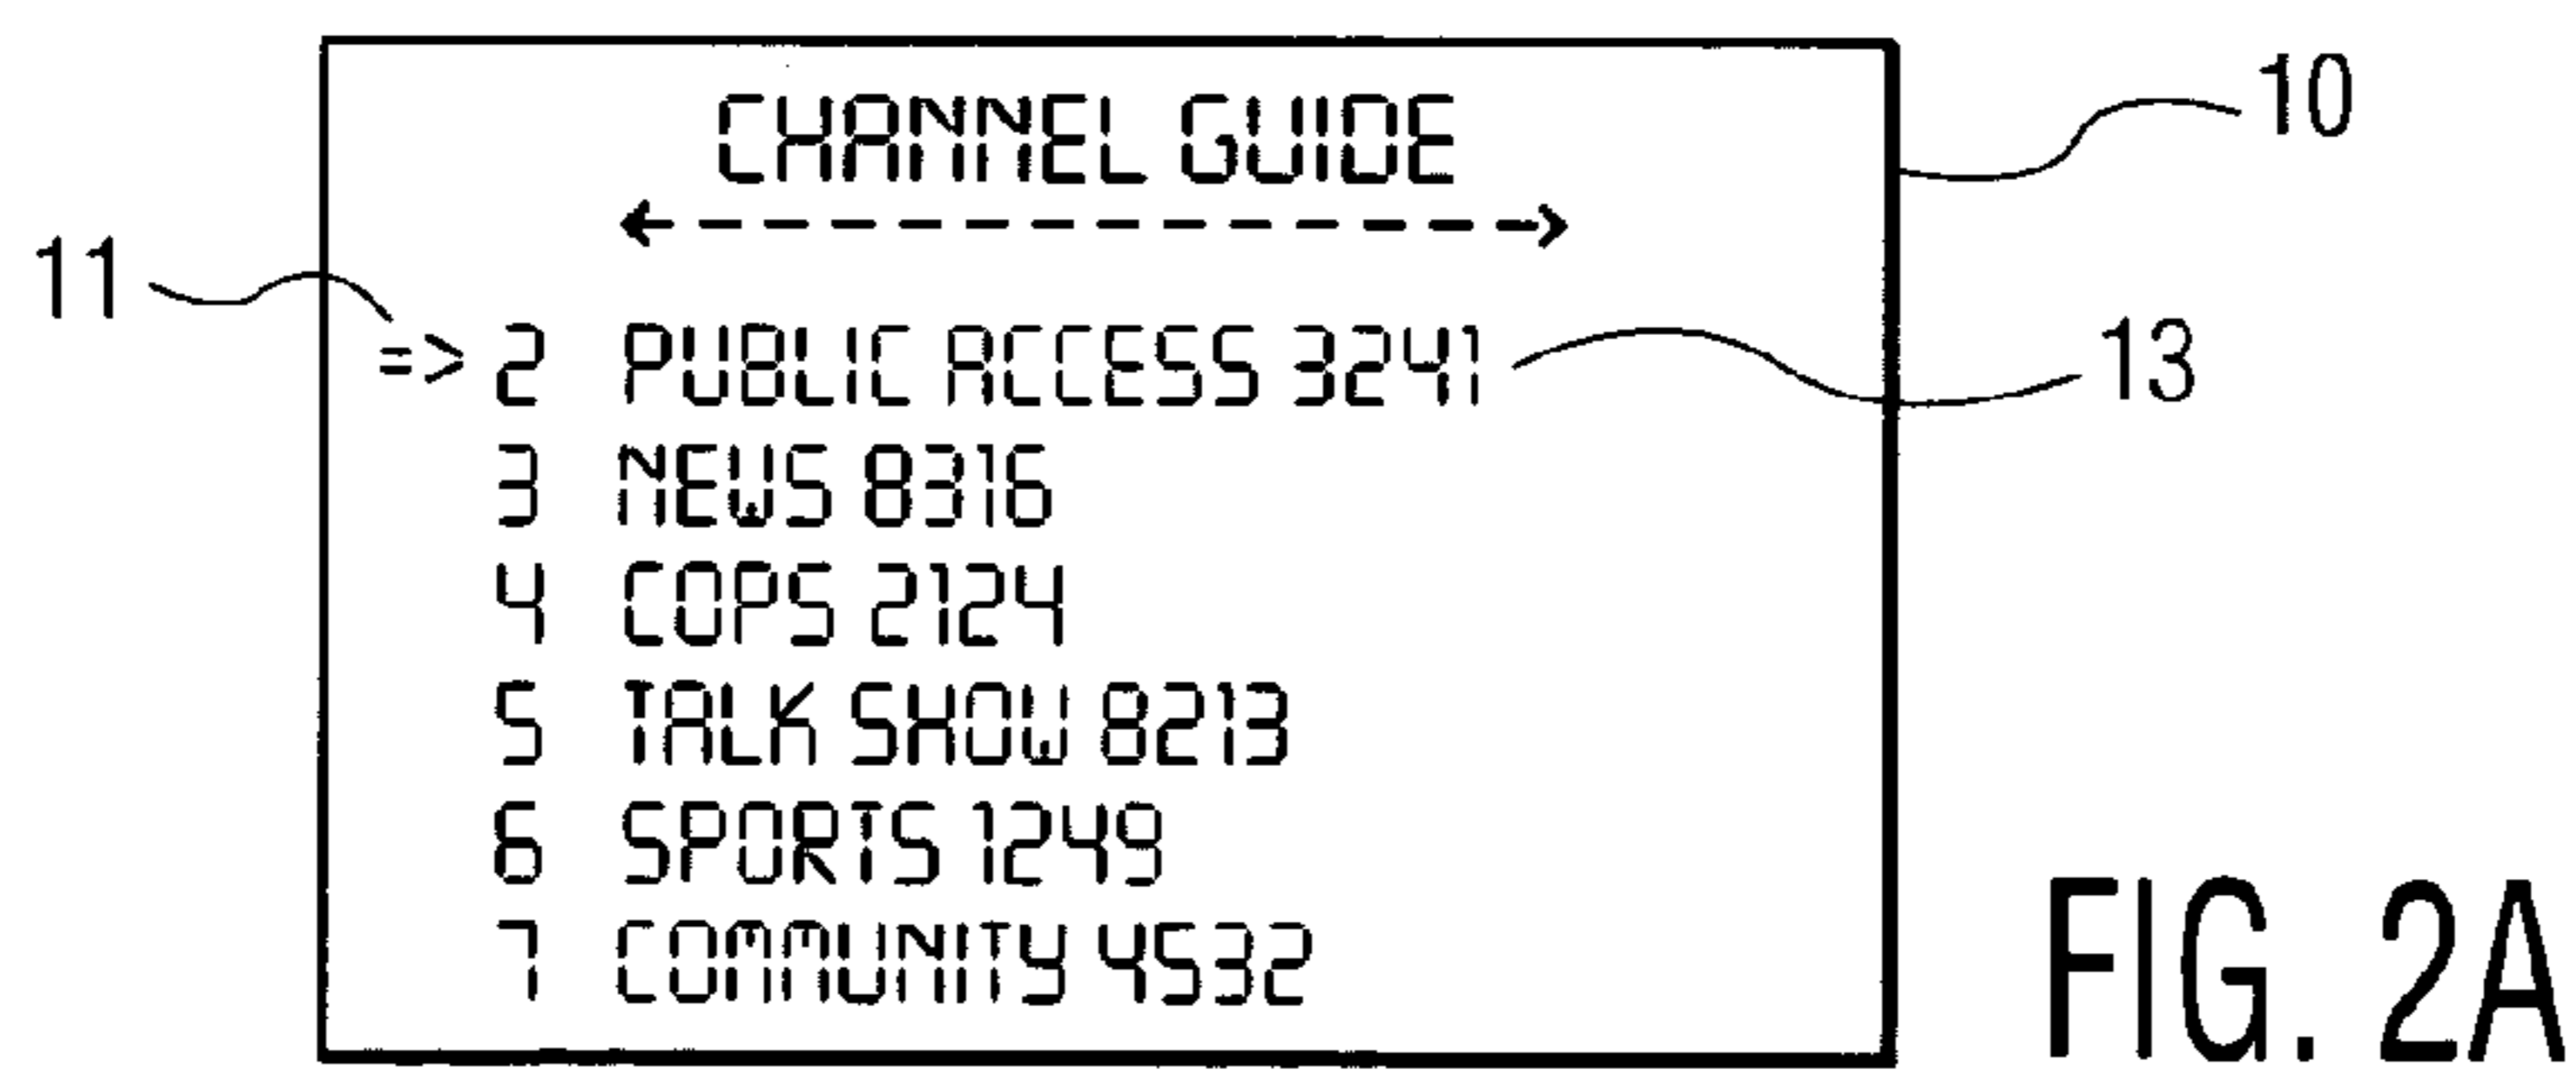 CHANNEL GUIDE
10
11
=> 2 PUBLIC ACCESS 3241
13
3 NEWS 8316
4 COPS 2124
5 TALK SHOW 8213
6 SPORTS 1249
7 COMMUNITY 4532
FIG. 2A